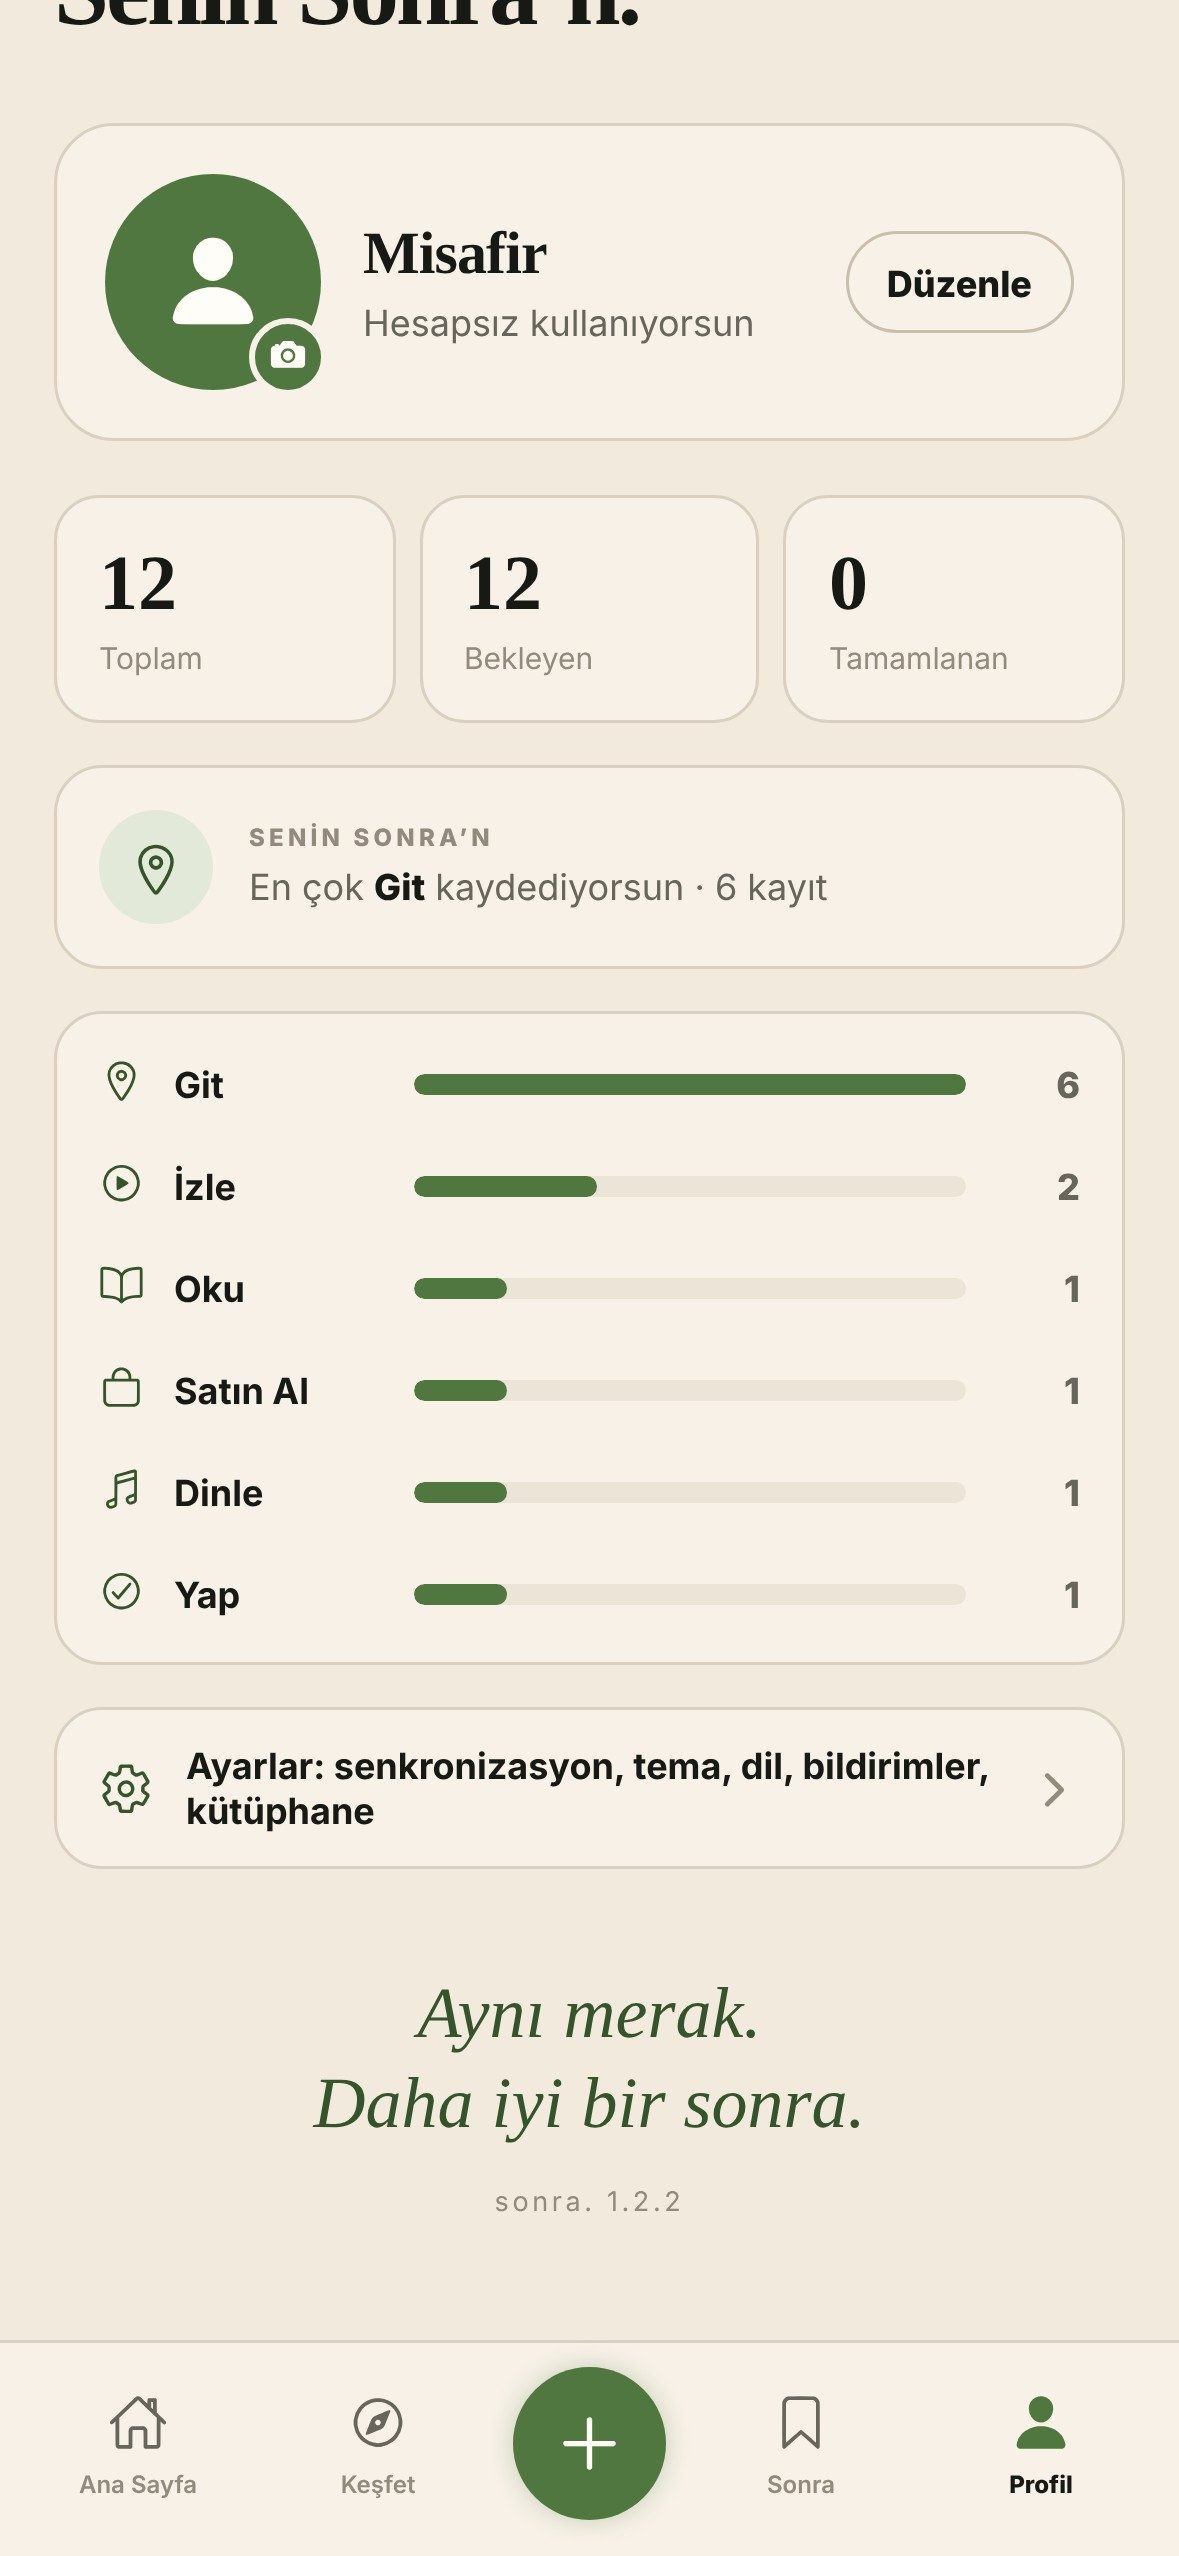 Senin Sonra'n.
Misafir
Hesapsız kullanıyorsun
Düzenle
12
Toplam
12
Bekleyen
0
Tamamlanan
SENİN SONRA’N
En çok Git kaydediyorsun · 6 kayıt
Git 6
İzle 2
Oku 1
Satın Al 1
Dinle 1
Yap 1
Ayarlar: senkronizasyon, tema, dil, bildirimler,
kütüphane
Aynı merak.
Daha iyi bir sonra.
sonra. 1.2.2
Ana Sayfa
Keşfet
Sonra
Profil